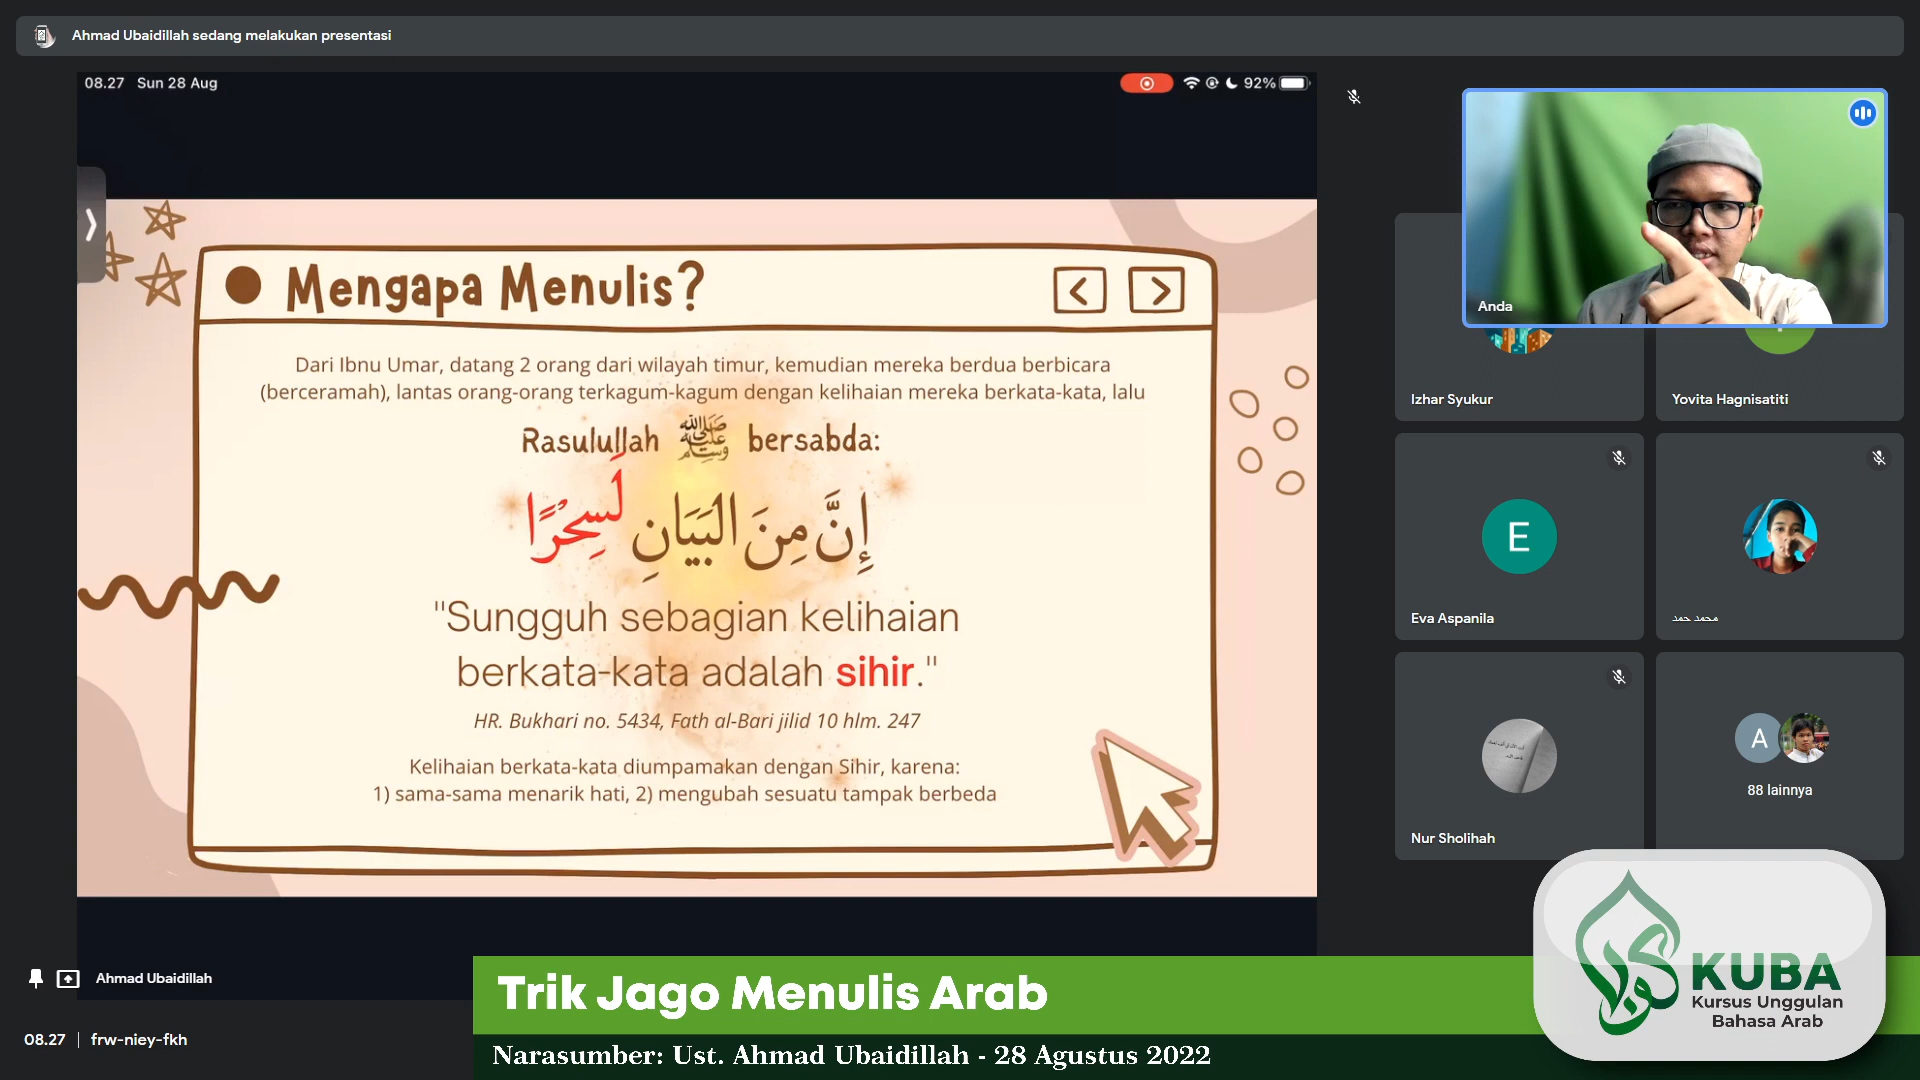 Ahmad Ubaidillah sedang melakukan presentasi
08.27 Sun 28 Aug
92%
Mengapa Menulis?
Dari Ibnu Umar, datang 2 orang dari wilayah timur, kemudian mereka berdua berbicara
(berceramah), lantas orang-orang terkagum-kagum dengan kelihaian mereka berkata-kata, lalu
Rasulullah ﷺ bersabda:
إِنَّ مِنَ الْبَيَانِ لَسِحْرًا
"Sungguh sebagian kelihaian
berkata-kata adalah sihir."
HR. Bukhari no. 5434, Fath al-Bari jilid 10 hlm. 247
Kelihaian berkata-kata diumpamakan dengan Sihir, karena:
1) sama-sama menarik hati, 2) mengubah sesuatu tampak berbeda
Anda
Izhar Syukur
Yovita Hagnisatiti
E
Eva Aspanila
محمد حمد
Nur Sholihah
A
88 lainnya
Ahmad Ubaidillah
08.27 | frw-niey-fkh
Trik Jago Menulis Arab
Narasumber: Ust. Ahmad Ubaidillah - 28 Agustus 2022
KUBA
Kursus Unggulan
Bahasa Arab